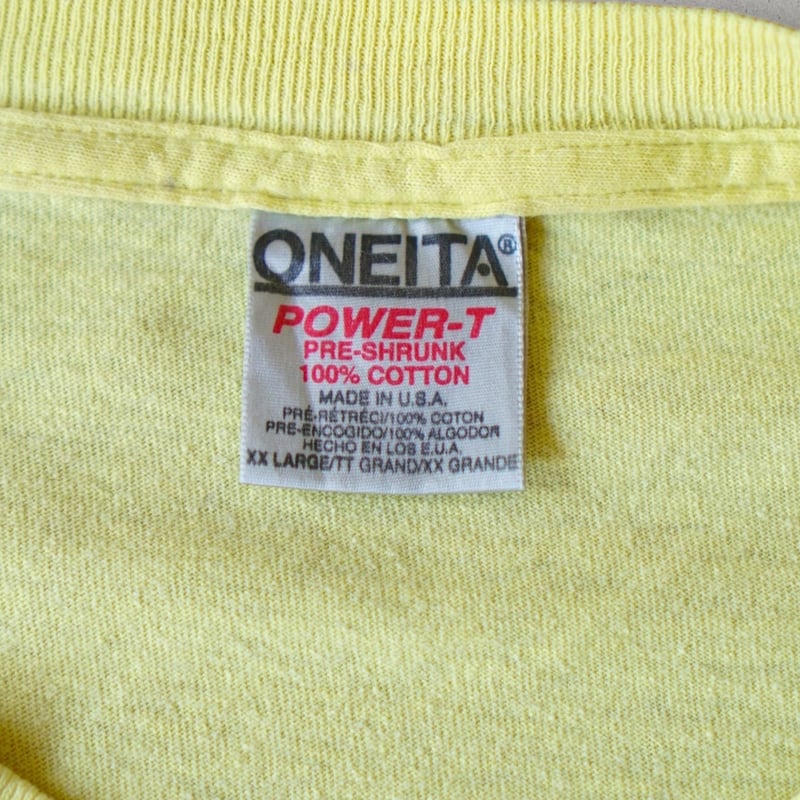 ONEITA®
POWER-T
PRE-SHRUNK
100% COTTON
MADE IN U.S.A.
PRÉ-RÉTRÉCI/100% COTON
PRE-ENCOGIDO/100% ALGODOR
HECHO EN LOS E.U.A.
XX LARGE/TT GRAND/XX GRANDE